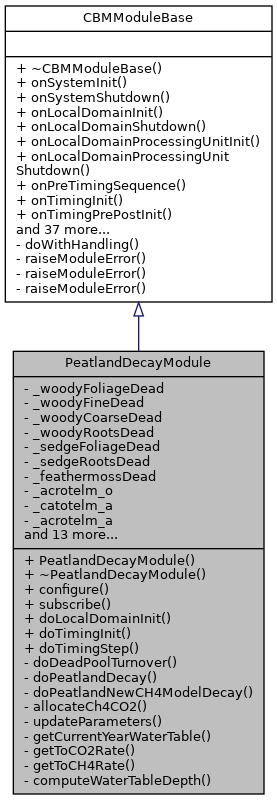 CBMModuleBase
+ ~CBMModuleBase()
+ onSystemInit()
+ onSystemShutdown()
+ onLocalDomainInit()
+ onLocalDomainShutdown()
+ onLocalDomainProcessingUnitInit()
+ onLocalDomainProcessingUnit
Shutdown()
+ onPreTimingSequence()
+ onTimingInit()
+ onTimingPrePostInit()
and 37 more...
- doWithHandling()
- raiseModuleError()
- raiseModuleError()
- raiseModuleError()
PeatlandDecayModule
- _woodyFoliageDead
- _woodyFineDead
- _woodyCoarseDead
- _woodyRootsDead
- _sedgeFoliageDead
- _sedgeRootsDead
- _feathermossDead
- _acrotelm_o
- _catotelm_a
- _acrotelm_a
and 13 more...
+ PeatlandDecayModule()
+ ~PeatlandDecayModule()
+ configure()
+ subscribe()
+ doLocalDomainInit()
+ doTimingInit()
+ doTimingStep()
- doDeadPoolTurnover()
- doPeatlandDecay()
- doPeatlandNewCH4ModelDecay()
- allocateCh4CO2()
- updateParameters()
- getCurrentYearWaterTable()
- getToCO2Rate()
- getToCH4Rate()
- computeWaterTableDepth()